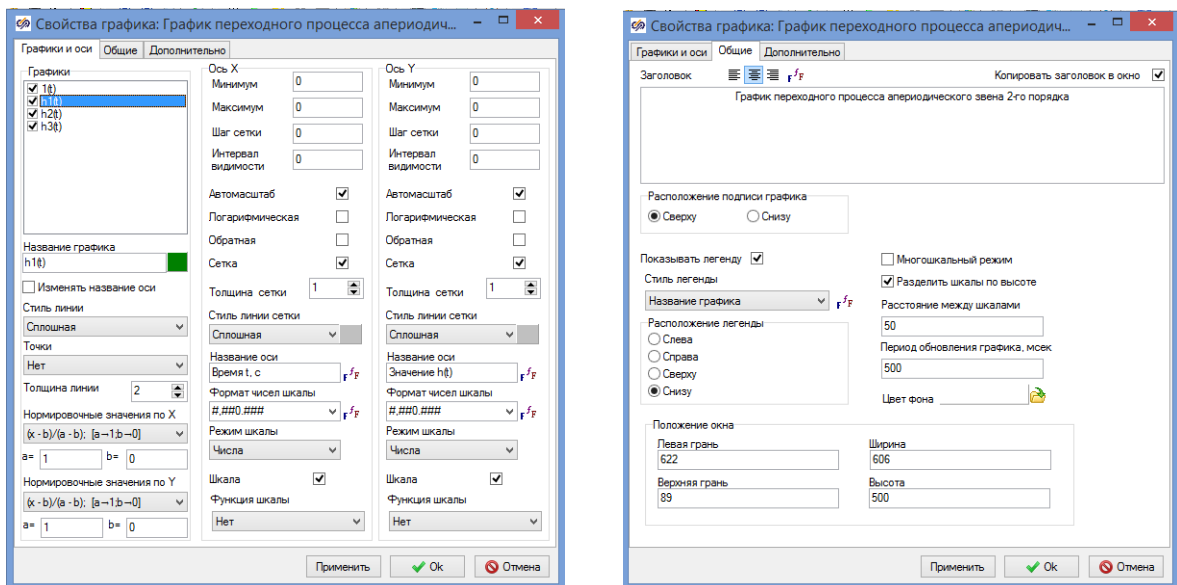 Свойства графика: График переходного процесса апериодич...
Графики и оси Общие Дополнительно
Графики
1(t)
h1(t)
h2(t)
h3(t)
Название графика
h1(t)
Изменять название оси
Стиль линии
Сплошная
Точки
Нет
Толщина линии 2
Нормировочные значения по X
(x - b)/(a - b); [a→1;b→0]
a= 1 b= 0
Нормировочные значения по Y
(x - b)/(a - b); [a→1;b→0]
a= 1 b= 0
Ось X
Минимум 0
Максимум 0
Шаг сетки 0
Интервал видимости 0
Автомасштаб
Логарифмическая
Обратная
Сетка
Толщина сетки 1
Стиль линии сетки
Сплошная
Название оси
Время t, с
Формат чисел шкалы
#,##0.###
Режим шкалы
Числа
Шкала
Функция шкалы
Нет
Ось Y
Минимум 0
Максимум 0
Шаг сетки 0
Интервал видимости 0
Автомасштаб
Логарифмическая
Обратная
Сетка
Толщина сетки 1
Стиль линии сетки
Сплошная
Название оси
Значение h(t)
Формат чисел шкалы
#,##0.###
Режим шкалы
Числа
Шкала
Функция шкалы
Нет
Применить Ok Отмена
Свойства графика: График переходного процесса апериодич...
Графики и оси Общие Дополнительно
Заголовок Копировать заголовок в окно
График переходного процесса апериодического звена 2-го порядка
Расположение подписи графика
Сверху Снизу
Показывать легенду
Стиль легенды
Название графика
Расположение легенды
Слева
Справа
Сверху
Снизу
Многошкальный режим
Разделить шкалы по высоте
Расстояние между шкалами
50
Период обновления графика, мсек
500
Цвет фона
Положение окна
Левая грань Ширина
622 606
Верхняя грань Высота
89 500
Применить Ok Отмена